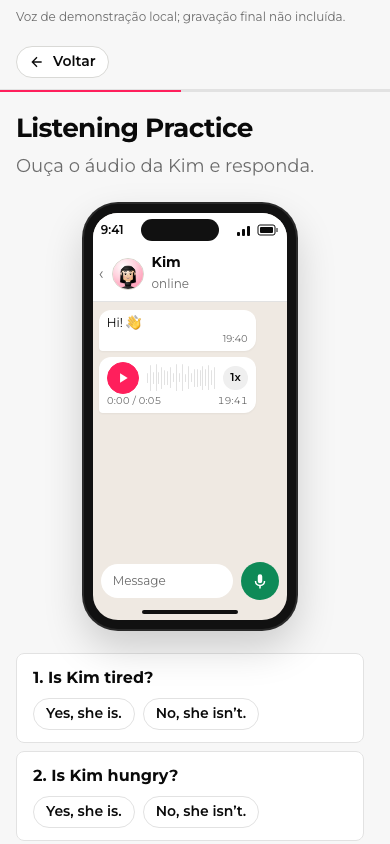 Voz de demonstração local; gravação final não incluída.
← Voltar
Listening Practice
Ouça o áudio da Kim e responda.
9:41
Kim
online
Hi! 👋
19:40
1x
0:00 / 0:05 19:41
Message
1. Is Kim tired?
Yes, she is. No, she isn't.
2. Is Kim hungry?
Yes, she is. No, she isn't.